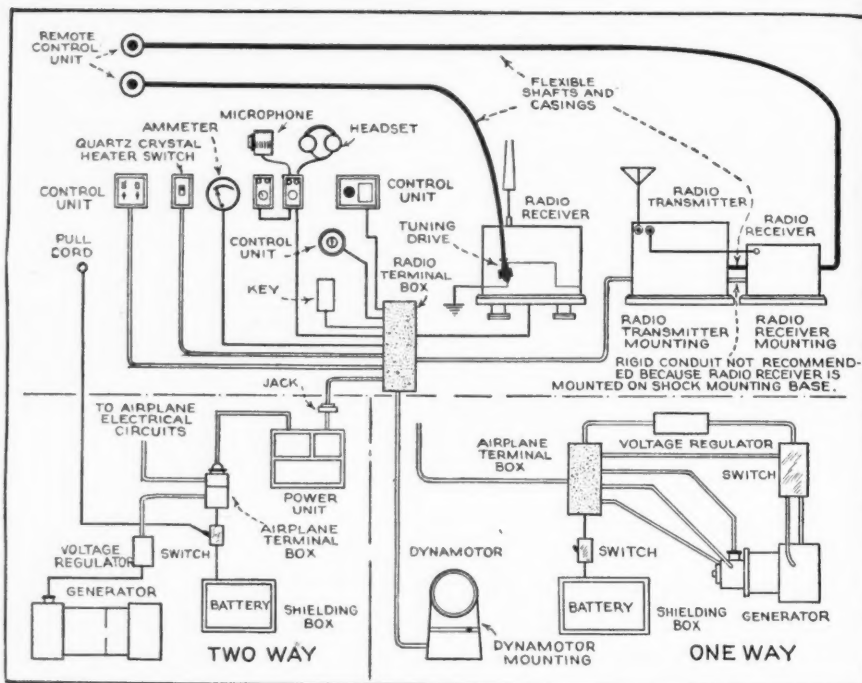 REMOTE
CONTROL
UNIT
FLEXIBLE
SHAFTS AND
CASINGS
MICROPHONE
AMMETER
HEADSET
QUARTZ CRYSTAL
HEATER SWITCH
CONTROL
UNIT
CONTROL
UNIT
RADIO
RECEIVER
RADIO
TRANSMITTER
RADIO
RECEIVER
PULL
CORD
CONTROL
UNIT
TUNING
DRIVE
KEY
RADIO
TERMINAL
BOX
RADIO
TRANSMITTER
MOUNTING
RADIO
RECEIVER
MOUNTING
RIGID CONDUIT NOT RECOMMEND-
ED BECAUSE RADIO RECEIVER IS
MOUNTED ON SHOCK MOUNTING BASE.
JACK
TO AIRPLANE
ELECTRICAL
CIRCUITS
POWER
UNIT
AIRPLANE
TERMINAL
BOX
VOLTAGE
REGULATOR
SWITCH
GENERATOR
BATTERY
SHIELDING
BOX
TWO WAY
AIRPLANE
TERMINAL
BOX
VOLTAGE REGULATOR
SWITCH
DYNAMOTOR
SWITCH
BATTERY
SHIELDING
BOX
GENERATOR
DYNAMOTOR
MOUNTING
ONE WAY